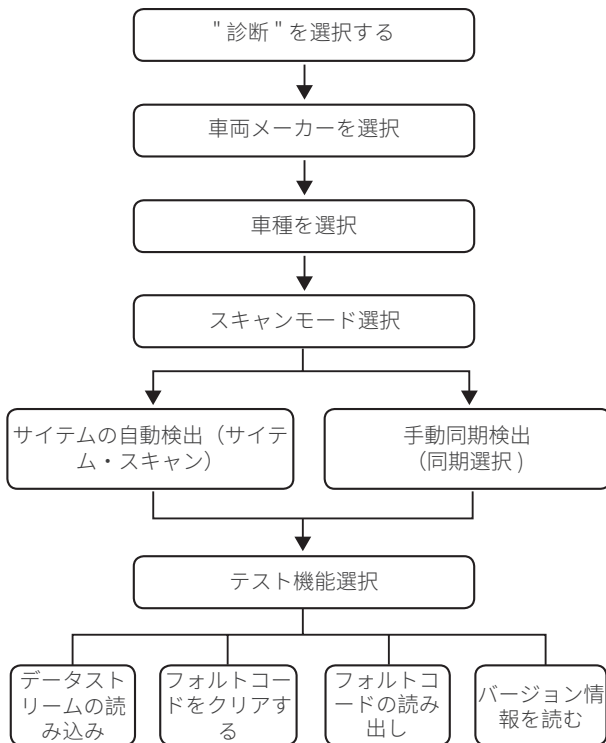 " 診断 " を選択する
車両メーカーを選択
車種を選択
スキャンモード選択
サイテムの自動検出（サイテ
ム・スキャン）
手動同期検出
（同期選択 )
テスト機能選択
データスト
リームの読
み込み
フォルトコー
ドをクリアす
る
フォルトコ
ードの読み
出し
バージョン情
報を読む